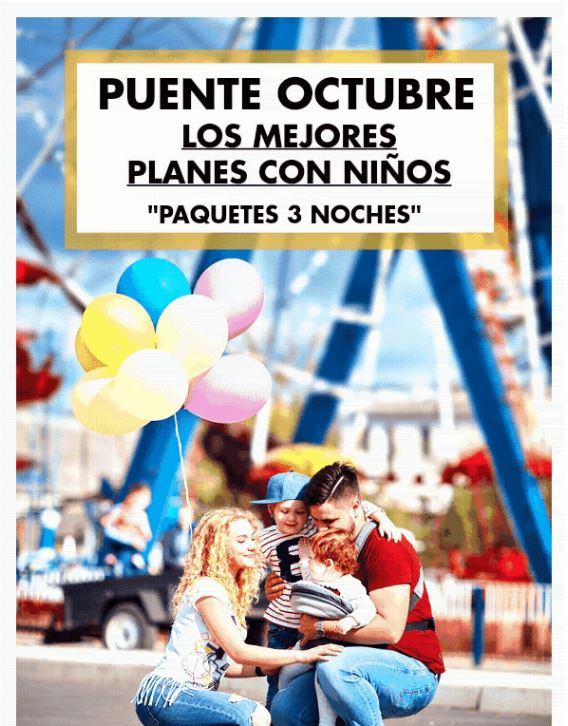 PUENTE OCTUBRE
LOS MEJORES
PLANES CON NIÑOS
"PAQUETES 3 NOCHES"